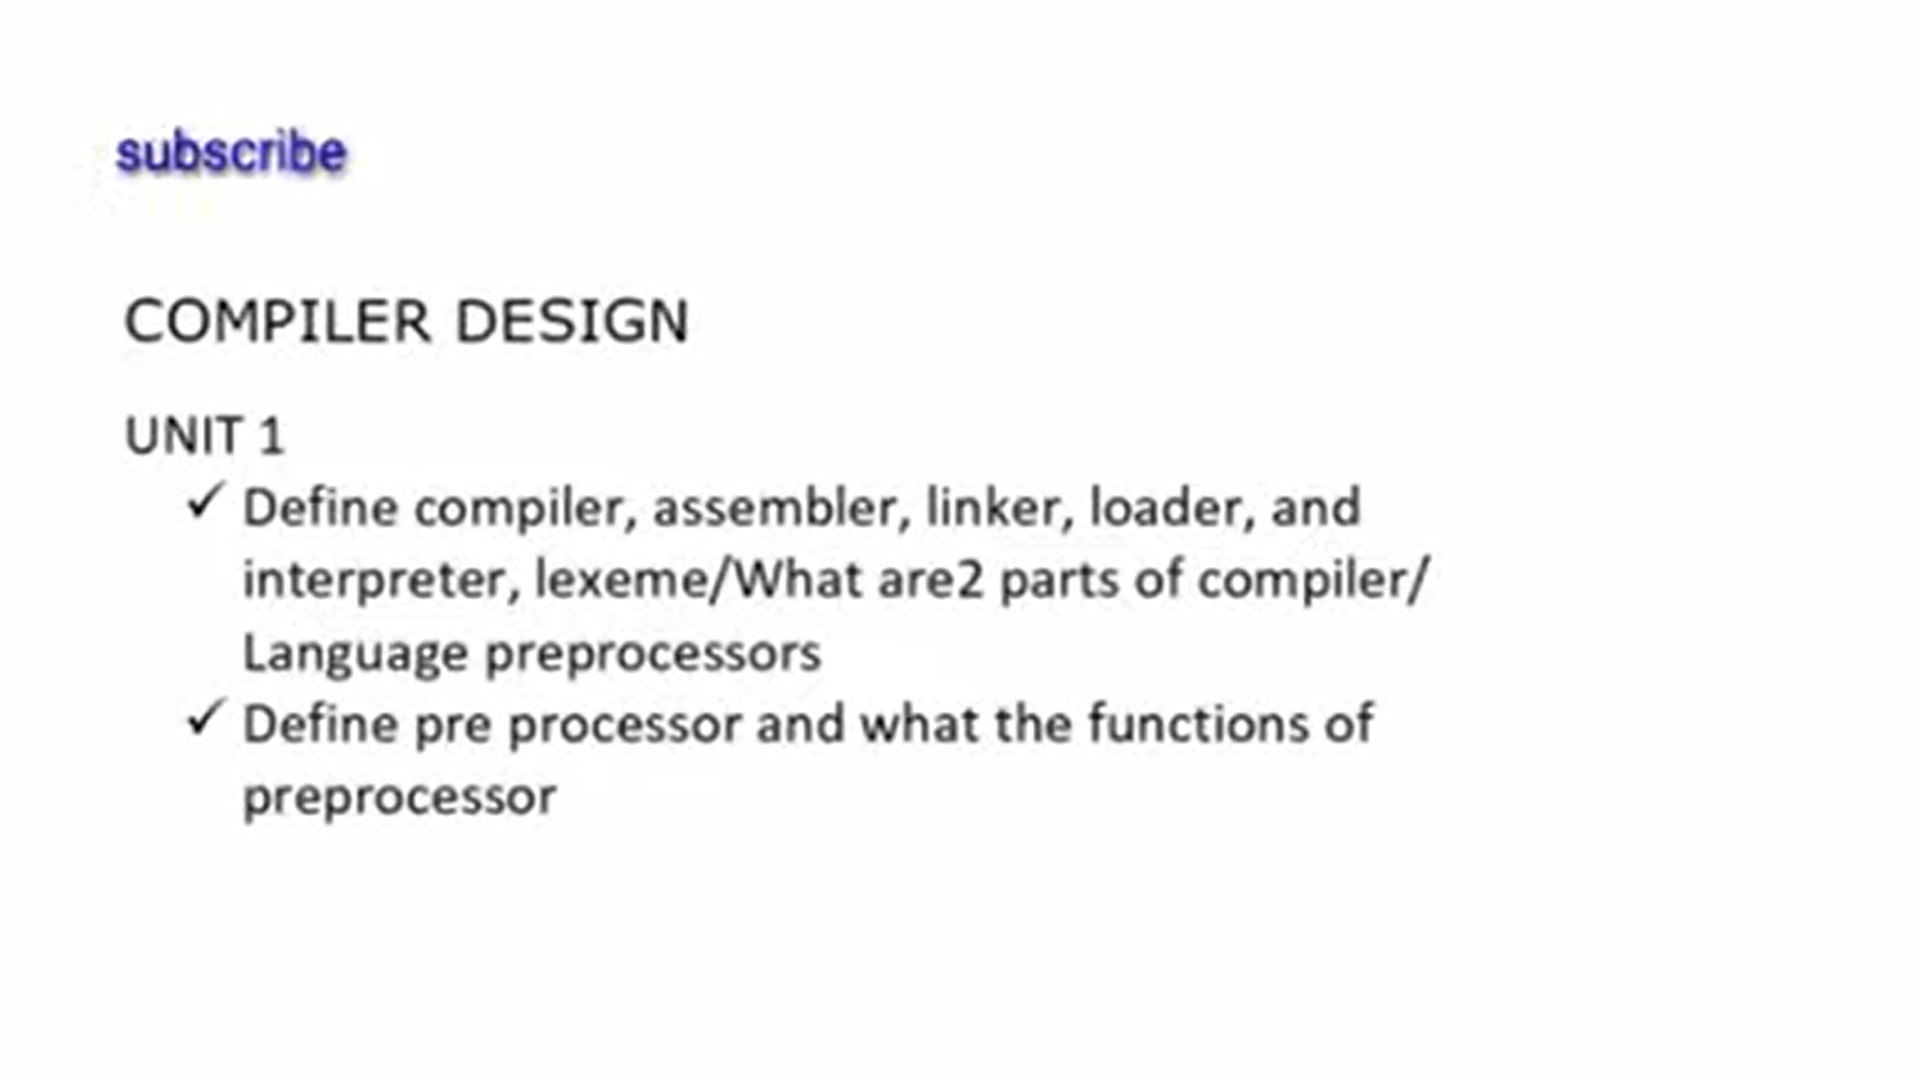 subscribe
COMPILER DESIGN
UNIT 1
✓ Define compiler, assembler, linker, loader, and
interpreter, lexeme/What are2 parts of compiler/
Language preprocessors
✓ Define pre processor and what the functions of
preprocessor